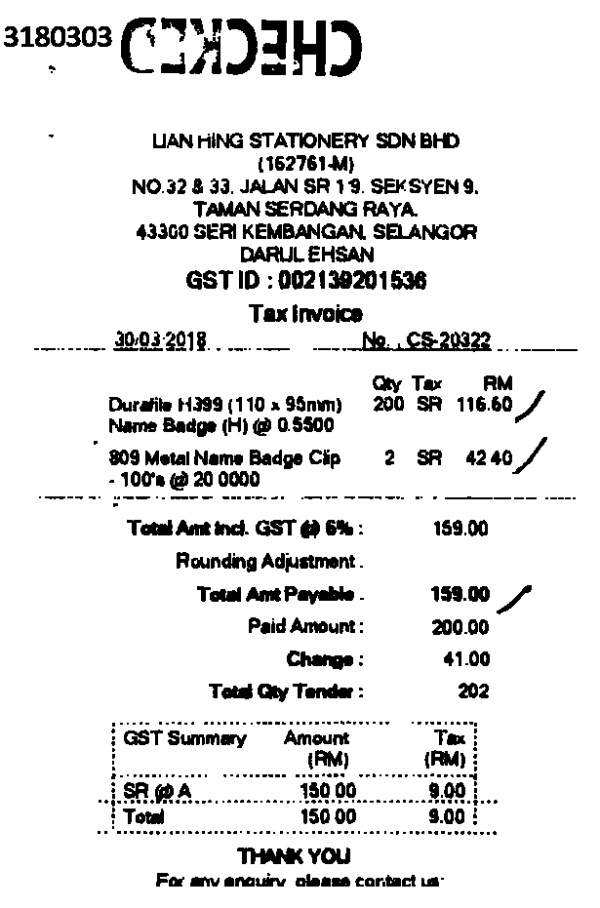 3180303
CHECKED
LIAN HING STATIONERY SDN BHD
(162761-M)
NO.32 & 33, JALAN SR 1/9, SEKSYEN 9,
TAMAN SERDANG RAYA,
43300 SERI KEMBANGAN, SELANGOR
DARUL EHSAN
GST ID : 002139201536
Tax Invoice
30/03/2018 No. : CS-20322
Qty Tax RM
Durafile H399 (110 x 95mm) 200 SR 116.60
Name Badge (H) @ 0.5500
809 Metal Name Badge Clip 2 SR 42.40
- 100's @ 20.0000
Total Amt Incl. GST @ 6% : 159.00
Rounding Adjustment :
Total Amt Payable : 159.00
Paid Amount : 200.00
Change : 41.00
Total Qty Tender : 202
GST Summary Amount Tax
(RM) (RM)
SR @ A 150.00 9.00
Total 150.00 9.00
THANK YOU
For any enquiry, please contact us: